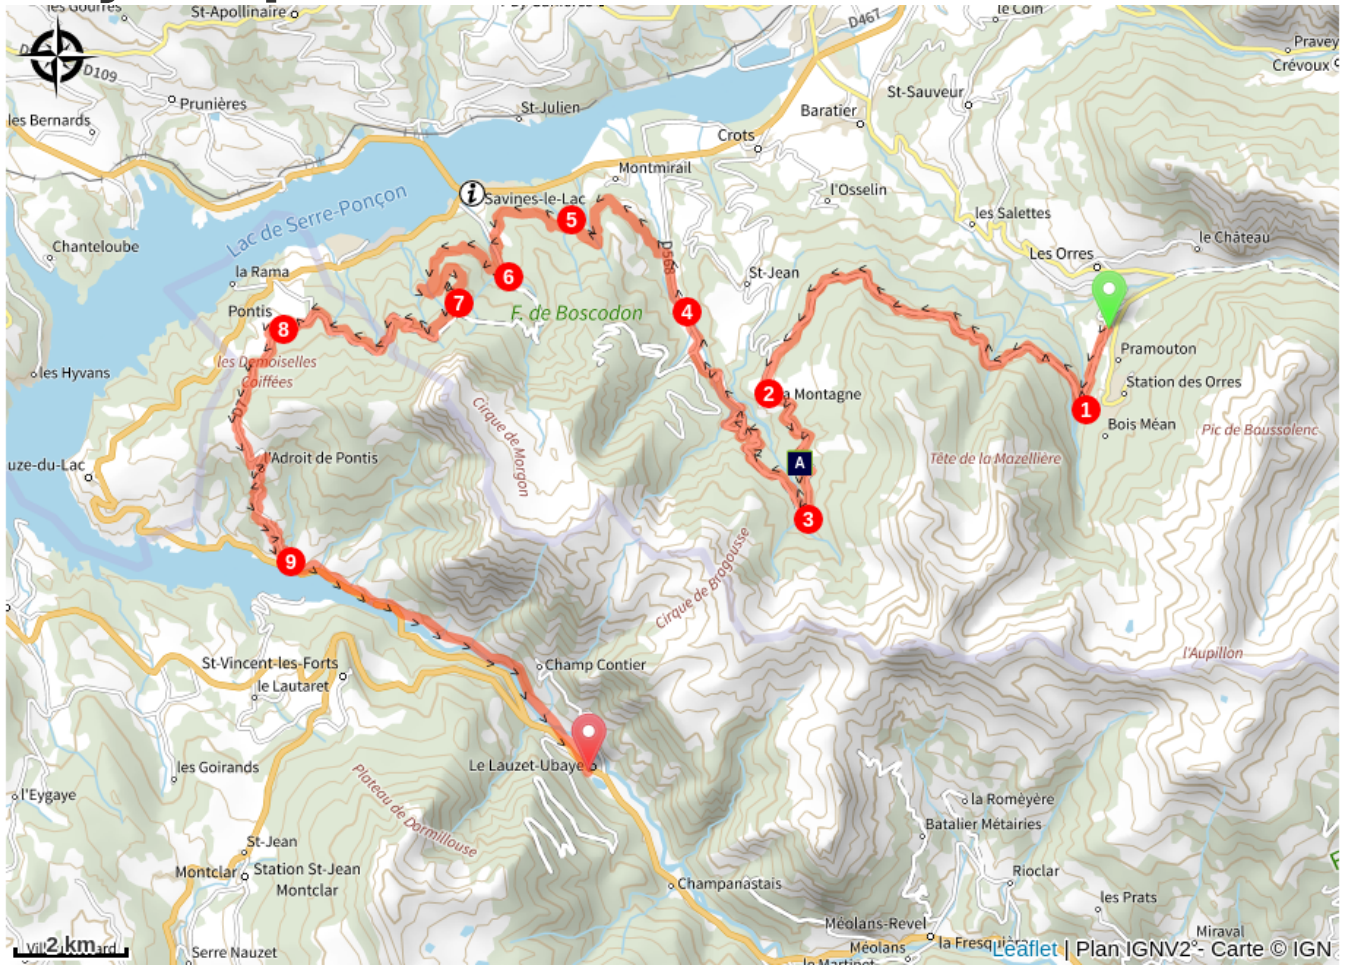 les Gourres
St-Apollinaire
D467
le Coin
Pravey
Crévoux
D109
Prunières
St-Julien
St-Sauveur
Baratier
les Bernards
Crots
Montmirail
l'Osselin
i
Savines-le-Lac
5
les Salettes
Lac de Serre-Ponçon
le Château
Chanteloube
D568
Les Orres
la Rama
St-Jean
6
7
Pontis
8
F. de Boscodon
4
Pramouton
les Demoiselles
Coiffées
les Hyvans
Station des Orres
2
a Montagne
1
Bois Méan
Pic de Boussolenc
Cirque de Morgon
l'Adroit de Pontis
Tête de la Mazellière
uze-du-Lac
A
3
9
Cirque de Bragousse
l'Aupillon
St-Vincent-les-Forts
Champ Contier
le Lautaret
les Goirands
Le Lauzet-Ubaye
l'Eygaye
Plateau de Dormillouse
la Romèyère
Batalier Métairies
St-Jean
Montclar
Station St-Jean
Montclar
Rioclar
Champanastais
les Prats
Méolans-Revel
la Fresquière
Miraval
2 km
Serre Nauzet
Méolans
le Martinet
Leaflet | Plan IGNV2 - Carte © IGN